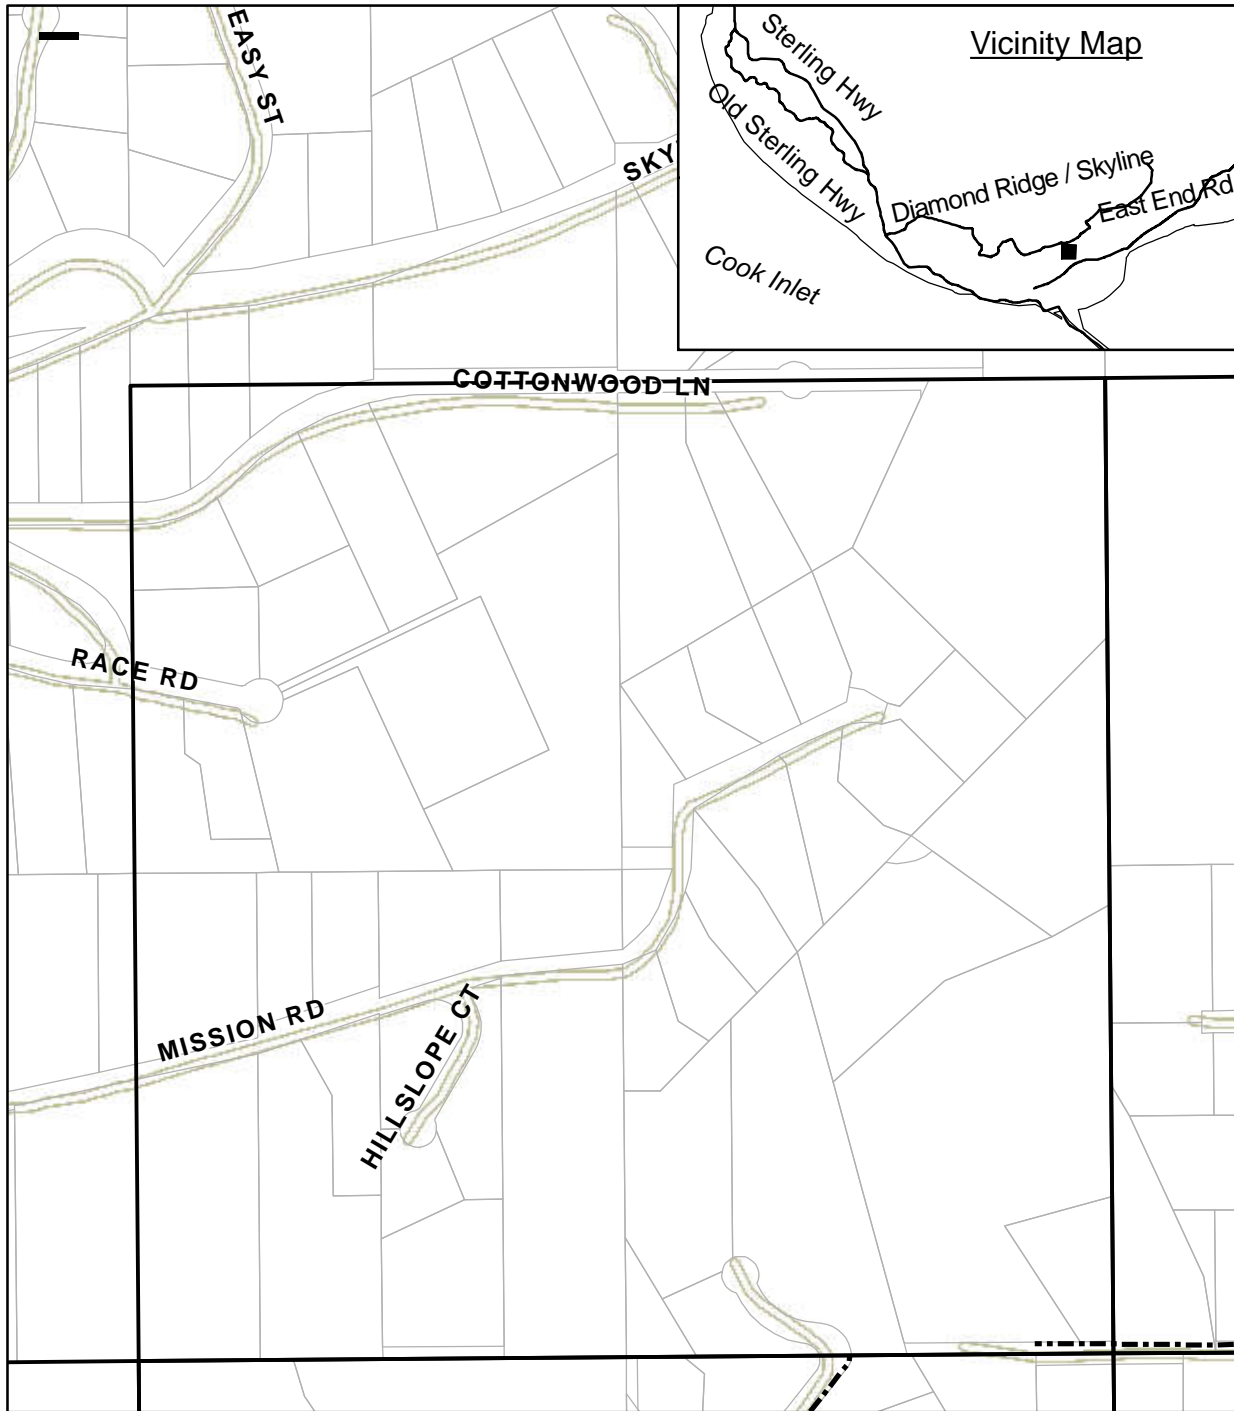 EASY ST
SKY
Vicinity Map
Sterling Hwy
Old Sterling Hwy
Diamond Ridge / Skyline
East End Rd
Cook Inlet
COTTONWOOD LN
RACE RD
MISSION RD
HILLSLOPE CT